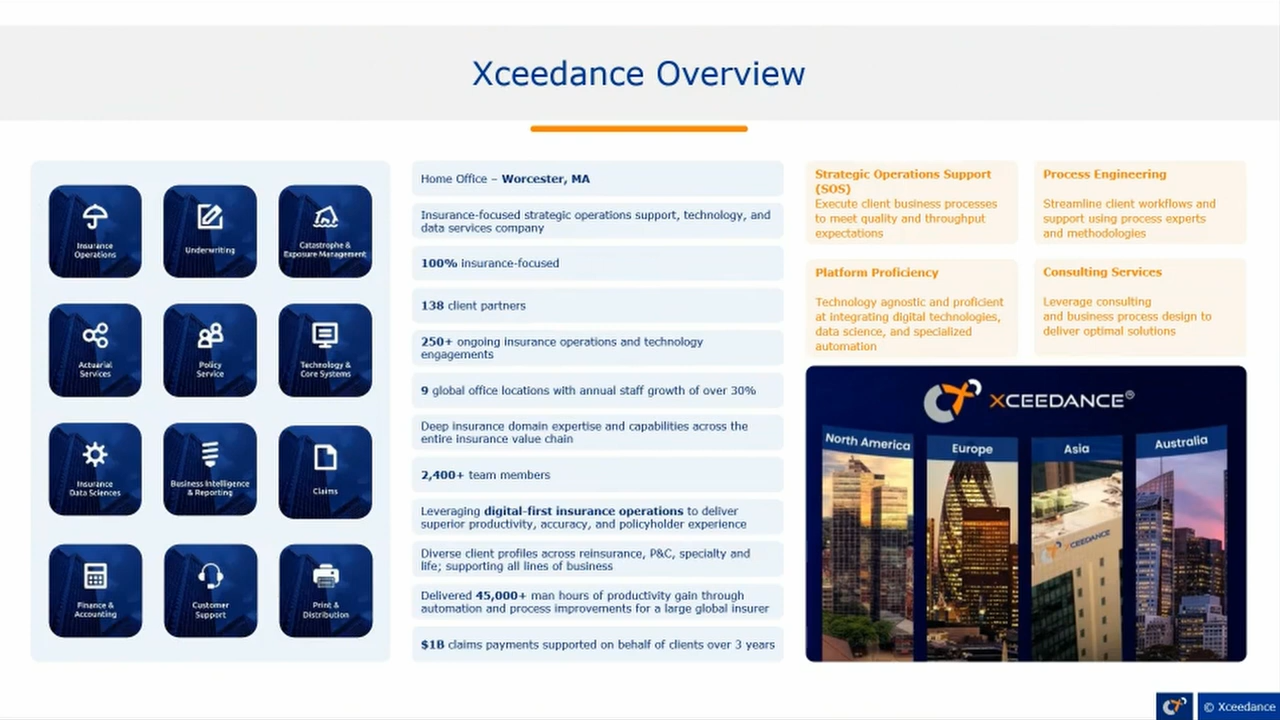 Xceedance Overview
Insurance
Operations
Underwriting
Catastrophe &
Exposure Management
Actuarial
Services
Policy
Service
Technology &
Core Systems
Insurance
Data Sciences
Business Intelligence
& Reporting
Claims
Finance &
Accounting
Customer
Support
Print &
Distribution
Home Office – Worcester, MA
Insurance-focused strategic operations support, technology, and
data services company
100% insurance-focused
138 client partners
250+ ongoing insurance operations and technology
engagements
9 global office locations with annual staff growth of over 30%
Deep insurance domain expertise and capabilities across the
entire insurance value chain
2,400+ team members
Leveraging digital-first insurance operations to deliver
superior productivity, accuracy, and policyholder experience
Diverse client profiles across reinsurance, P&C, specialty and
life; supporting all lines of business
Delivered 45,000+ man hours of productivity gain through
automation and process improvements for a large global insurer
$1B claims payments supported on behalf of clients over 3 years
Strategic Operations Support
(SOS)
Execute client business processes
to meet quality and throughput
expectations
Process Engineering
Streamline client workflows and
support using process experts
and methodologies
Platform Proficiency
Technology agnostic and proficient
at integrating digital technologies,
data science, and specialized
automation
Consulting Services
Leverage consulting
and business process design to
deliver optimal solutions
XCEEDANCE®
North America
Europe
Asia
Australia
XCEEDANCE
© Xceedance